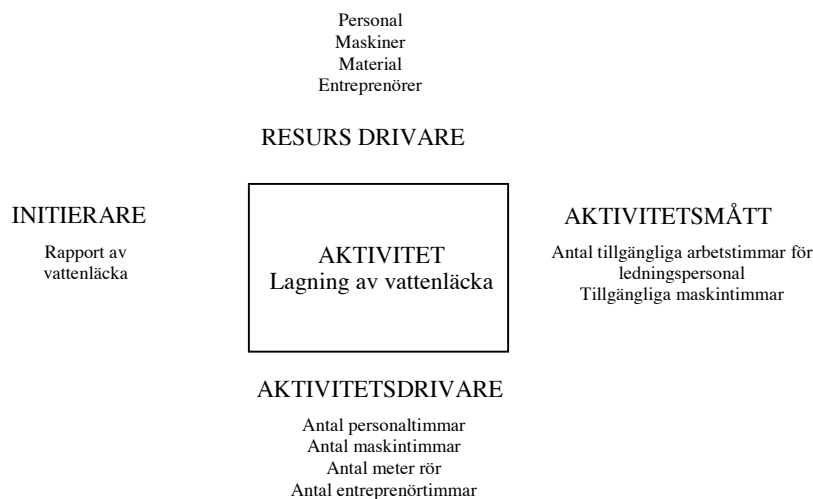 Personal
Maskiner
Material
Entreprenörer
RESURS DRIVARE
INITIERARE
Rapport av
vattenläcka
AKTIVITET
Lagning av vattenläcka
AKTIVITETSMÅTT
Antal tillgängliga arbetstimmar för
ledningspersonal
Tillgängliga maskintimmar
AKTIVITETSDRIVARE
Antal personaltimmar
Antal maskintimmar
Antal meter rör
Antal entreprenörtimmar